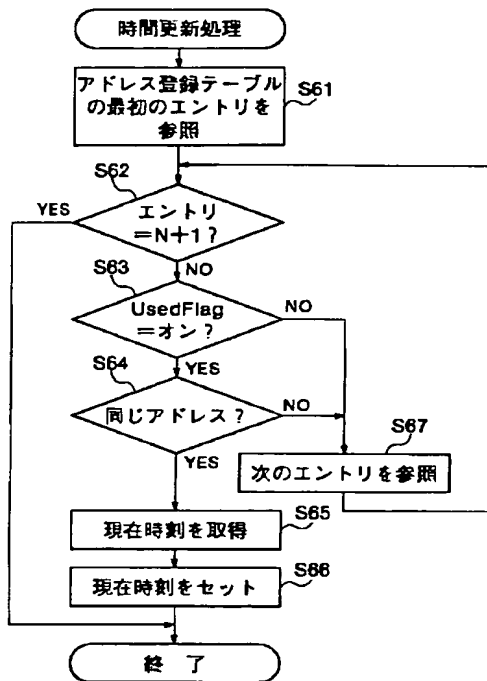 時間更新処理
アドレス登録テーブル
の最初のエントリを
参照
S61
S62
エントリ
=N+1?
YES
NO
S63
UsedFlag
=オン?
NO
YES
S64
同じアドレス?
NO
YES
S67
次のエントリを参照
S65
現在時刻を取得
S66
現在時刻をセット
終了